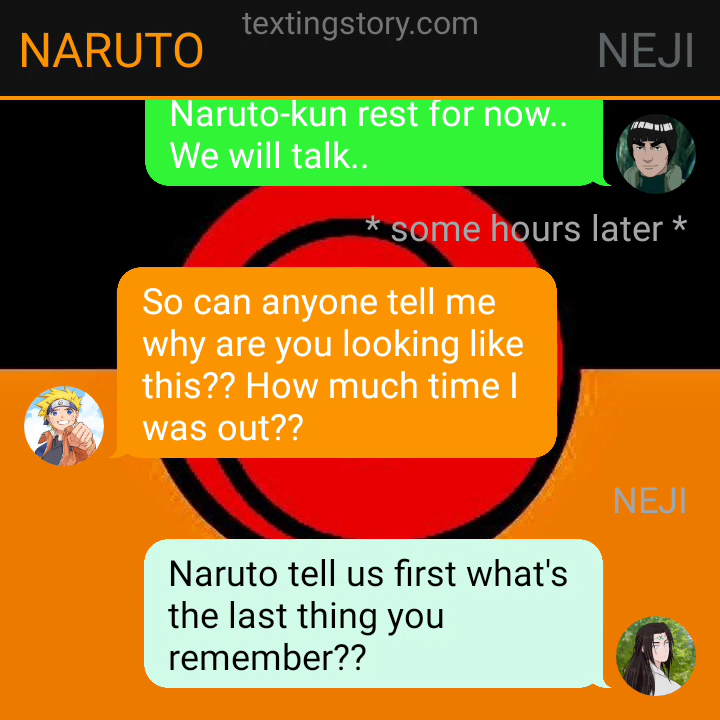 textingstory.com
NARUTO
NEJI
Naruto-kun rest for now..
We will talk..
* some hours later *
So can anyone tell me
why are you looking like
this?? How much time I
was out??
NEJI
Naruto tell us first what's
the last thing you
remember??